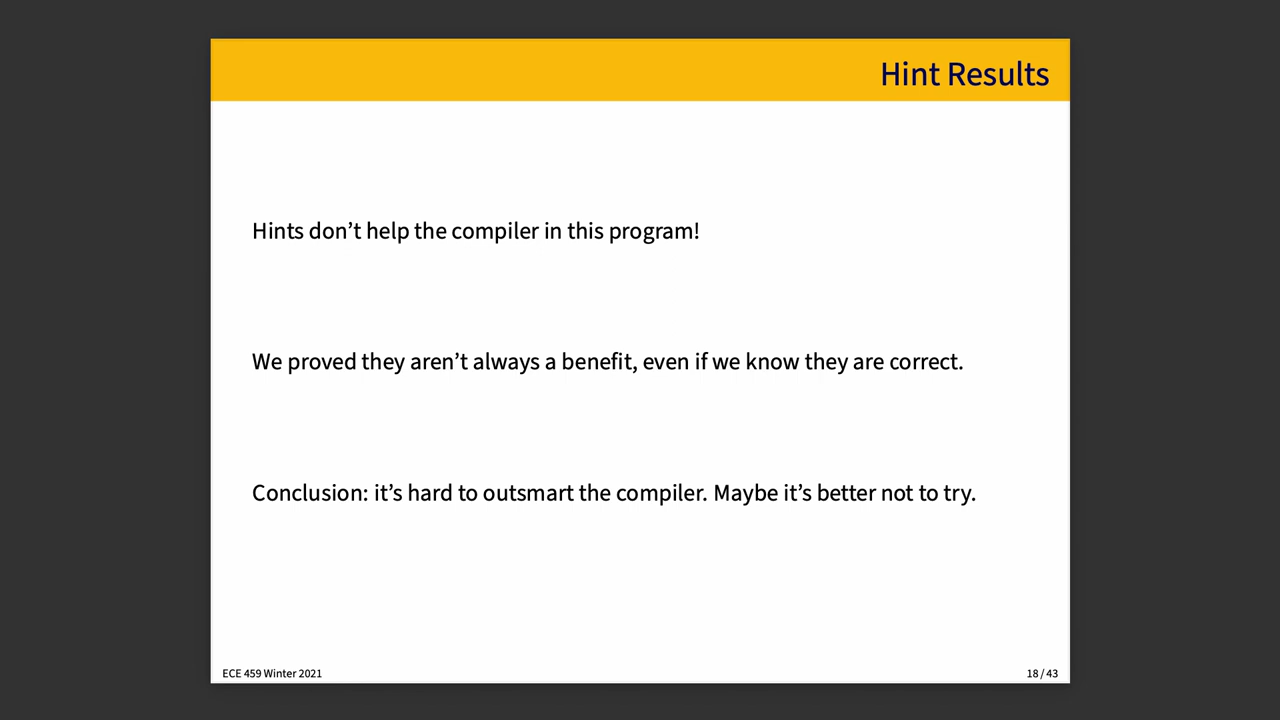 Hint Results
Hints don’t help the compiler in this program!
We proved they aren’t always a benefit, even if we know they are correct.
Conclusion: it’s hard to outsmart the compiler. Maybe it’s better not to try.
ECE 459 Winter 2021
18 / 43